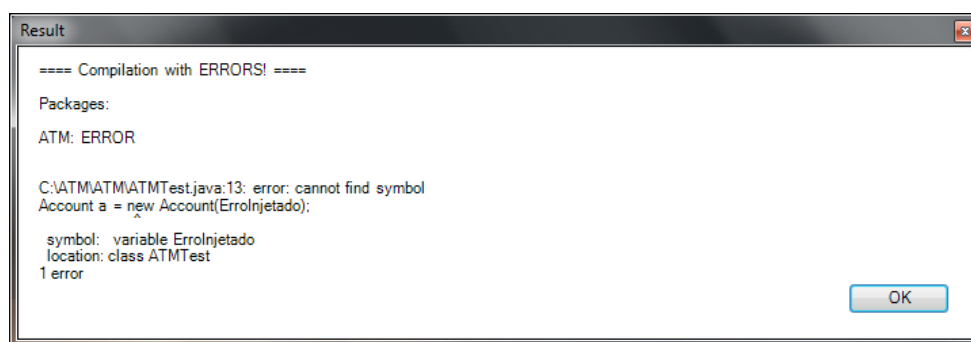 Result
==== Compilation with ERRORS! ====
Packages:
ATM: ERROR
C:\ATM\ATM\ATMTest.java:13: error: cannot find symbol
Account a = new Account(ErroInjetado);
^
symbol: variable ErroInjetado
location: class ATMTest
1 error
OK